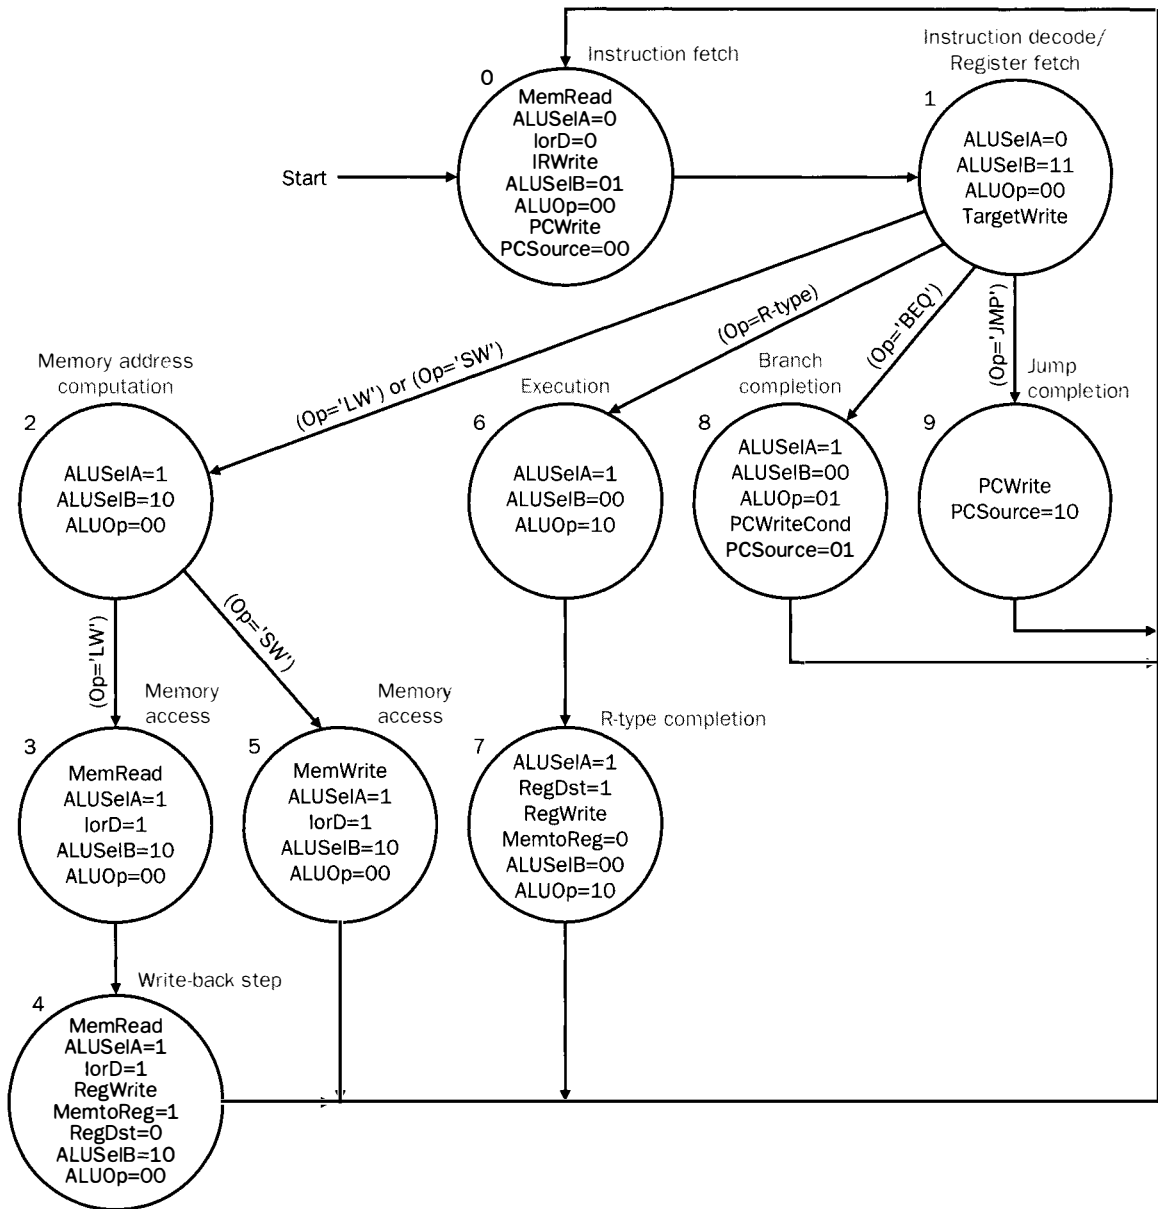 Instruction fetch
0
MemRead
ALUSelA=0
IorD=0
IRWrite
ALUSelB=01
ALUOp=00
PCWrite
PCSource=00
Start
Instruction decode/
Register fetch
1
ALUSelA=0
ALUSelB=11
ALUOp=00
TargetWrite
(Op='LW') or (Op='SW')
(Op=R-type)
(Op='BEQ')
(Op='JMP')
Memory address
computation
2
ALUSelA=1
ALUSelB=10
ALUOp=00
Execution
6
ALUSelA=1
ALUSelB=00
ALUOp=10
Branch
completion
8
ALUSelA=1
ALUSelB=00
ALUOp=01
PCWriteCond
PCSource=01
Jump
completion
9
PCWrite
PCSource=10
(Op='LW')
(Op='SW')
Memory
access
3
MemRead
ALUSelA=1
IorD=1
ALUSelB=10
ALUOp=00
Memory
access
5
MemWrite
ALUSelA=1
IorD=1
ALUSelB=10
ALUOp=00
R-type completion
7
ALUSelA=1
RegDst=1
RegWrite
MemtoReg=0
ALUSelB=00
ALUOp=10
Write-back step
4
MemRead
ALUSelA=1
IorD=1
RegWrite
MemtoReg=1
RegDst=0
ALUSelB=10
ALUOp=00